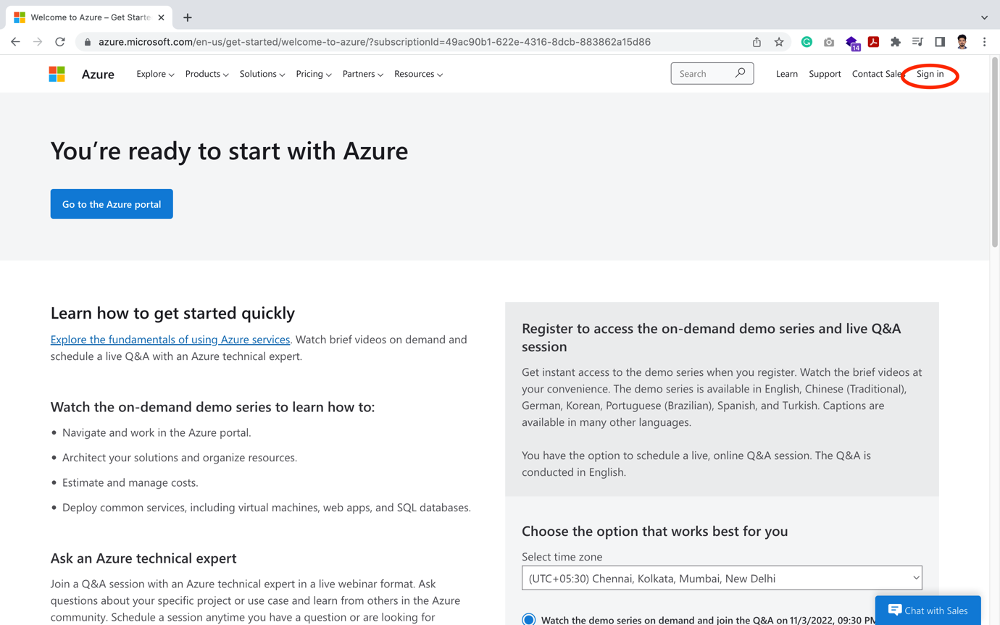 Welcome to Azure – Get Starte
azure.microsoft.com/en-us/get-started/welcome-to-azure/?subscriptionId=49ac90b1-622e-4316-8dcb-883862a15d86
14
Azure Explore Products Solutions Pricing Partners Resources Search Learn Support Contact Sales Sign in
You’re ready to start with Azure
Go to the Azure portal
Learn how to get started quickly
Explore the fundamentals of using Azure services. Watch brief videos on demand and
schedule a live Q&A with an Azure technical expert.
Watch the on-demand demo series to learn how to:
• Navigate and work in the Azure portal.
• Architect your solutions and organize resources.
• Estimate and manage costs.
• Deploy common services, including virtual machines, web apps, and SQL databases.
Ask an Azure technical expert
Join a Q&A session with an Azure technical expert in a live webinar format. Ask
questions about your specific project or use case and learn from others in the Azure
community. Schedule a session anytime you have a question or are looking for
Register to access the on-demand demo series and live Q&A
session
Get instant access to the demo series when you register. Watch the brief videos at
your convenience. The demo series is available in English, Chinese (Traditional),
German, Korean, Portuguese (Brazilian), Spanish, and Turkish. Captions are
available in many other languages.
You have the option to schedule a live, online Q&A session. The Q&A is
conducted in English.
Choose the option that works best for you
Select time zone
(UTC+05:30) Chennai, Kolkata, Mumbai, New Delhi
Watch the demo series on demand and join the Q&A on 11/3/2022, 09:30 PM
Chat with Sales